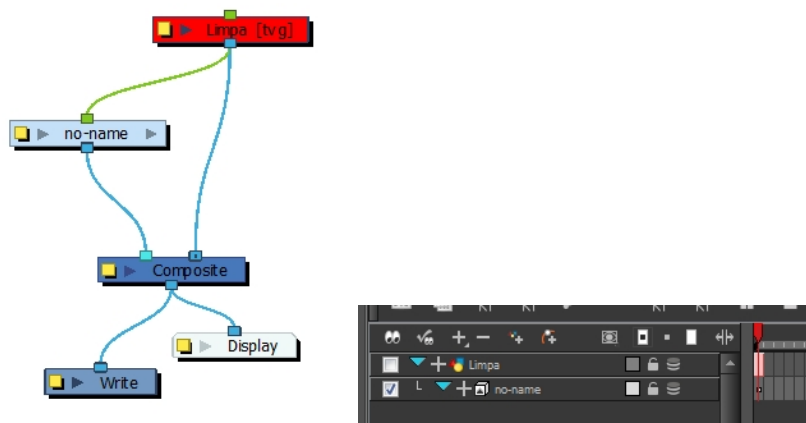 Limpa [tvg]
no-name
Composite
Display
Write
Limpa
no-name